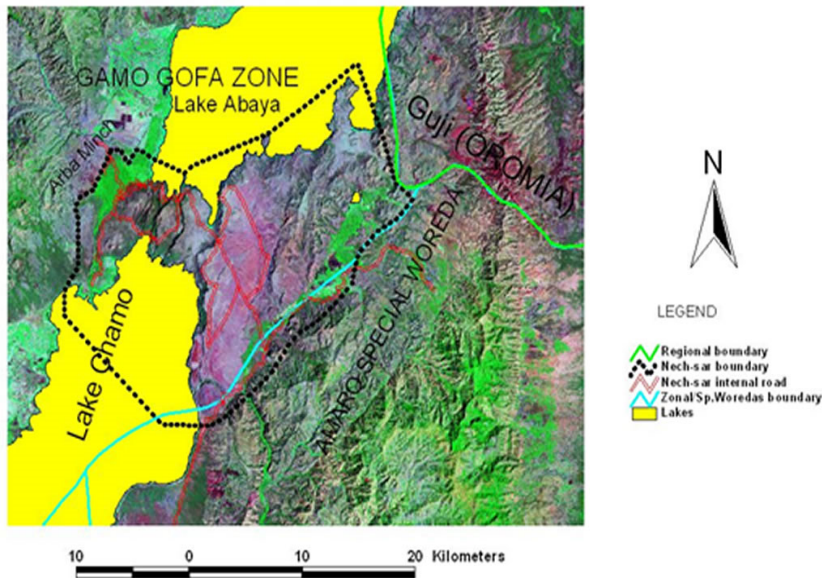 GAMO GOFA ZONE
Lake Abaya
Arba Minch
Guji (OROMIA)
Lake Chamo
AMARO SPECIAL WOREDA
N
LEGEND
Regional boundary
Nech-sar boundary
Nech-sar internal road
Zonal/Sp.Woredas boundary
Lakes
10 0 10 20 Kilometers